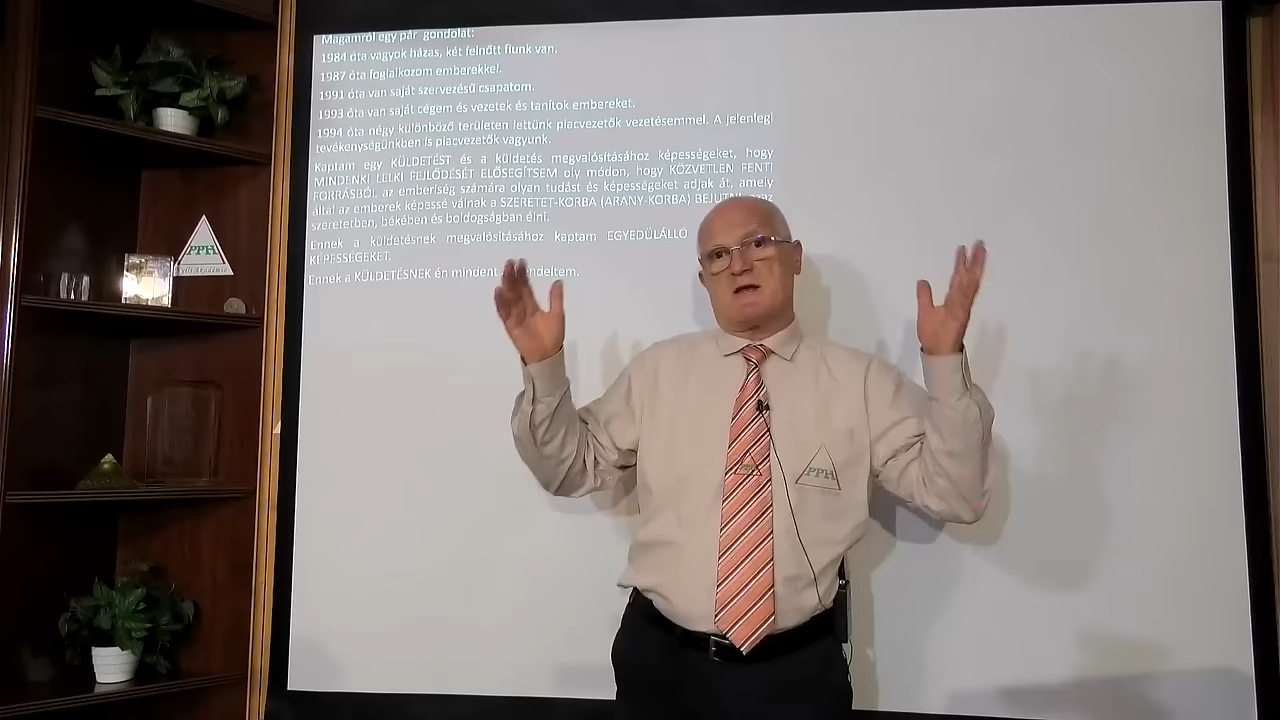 Magamról egy pár gondolat:
1984 óta vagyok házas, két felnőtt fiunk van.
1987 óta foglalkozom emberekkel.
1991 óta van saját szervezésű csapatom.
1993 óta van saját cégem és vezetek és tanítok embereket.
1994 óta négy különböző területen lettünk piacvezetők vezetésemmel. A jelenlegi
tevékenységünkben is piacvezetők vagyunk.
Kaptam egy KÜLDETÉST és a küldetés megvalósításához képességeket, hogy
MINDENKI LELKI FEJLŐDÉSÉT ELŐSEGÍTSEM oly módon, hogy KÖZVETLEN FENTI
FORRÁSBÓL az emberiség számára olyan tudást és képességeket adjak át, amely
által az emberek képessé válnak a SZERETET-KORBA (ARANY-KORBA) BEJUTNI, azaz
szeretetben, békében és boldogságban élni.
Ennek a küldetésnek megvalósításához kaptam EGYEDÜLÁLLÓ
KÉPESSÉGEKET.
Ennek a KÜLDETÉSNEK én mindent
PPH
Akadémia
PPH
PPH